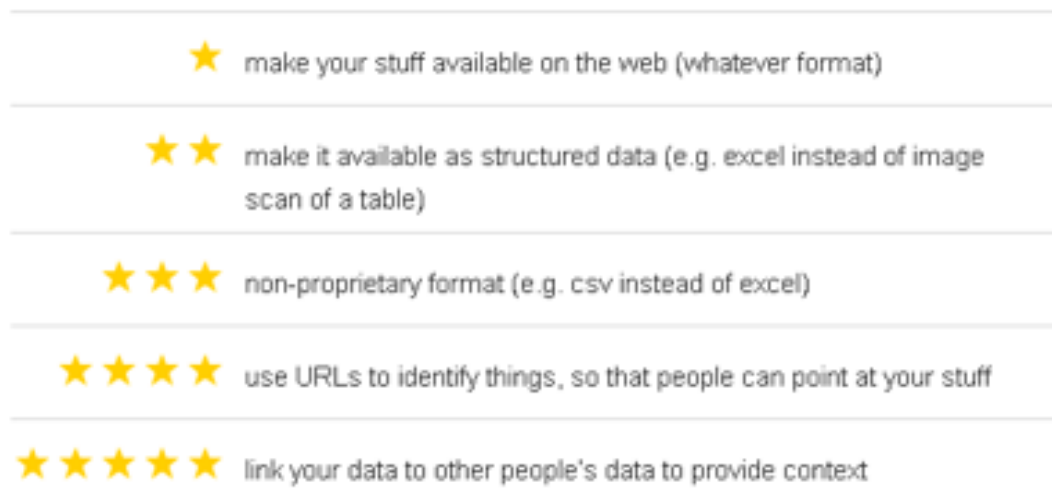 make your stuff available on the web (whatever format)
make it available as structured data (e.g. excel instead of image
scan of a table)
non-proprietary format (e.g. csv instead of excel)
use URLs to identify things, so that people can point at your stuff
link your data to other people's data to provide context